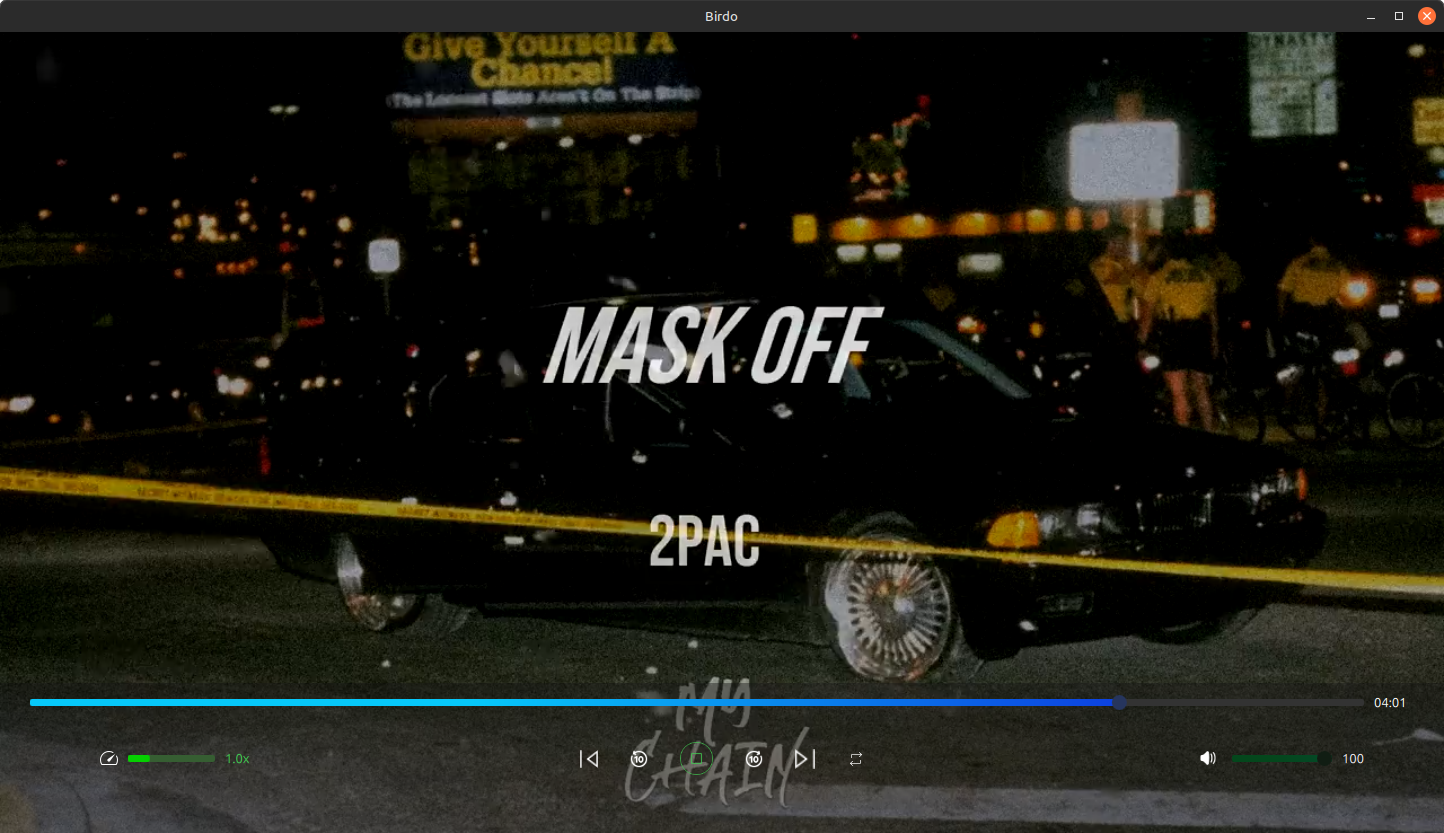 Birdo
Give Yourself A
Chance!
(The Loosest Slots Aren't On The Strip)
DYNASTY
MASK OFF
2PAC
04:01
MY
CHAIN
1.0x
10
10
100